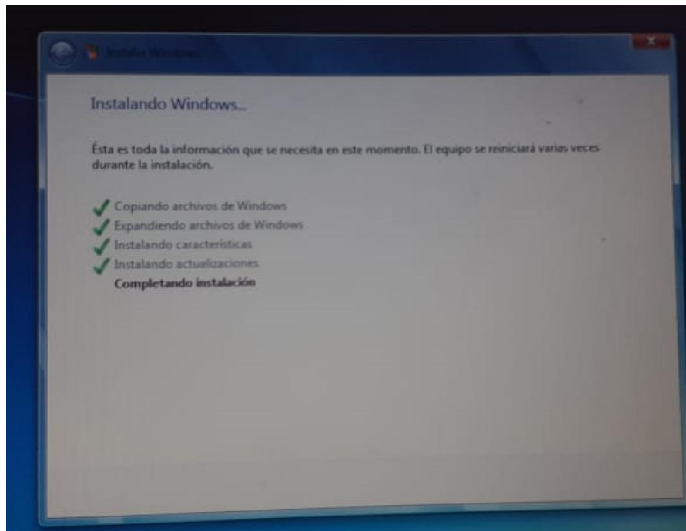 Instalar Windows
Instalando Windows...
Ésta es toda la información que se necesita en este momento. El equipo se reiniciará varias veces
durante la instalación.
Copiando archivos de Windows
Expandiendo archivos de Windows
Instalando características
Instalando actualizaciones
Completando instalación